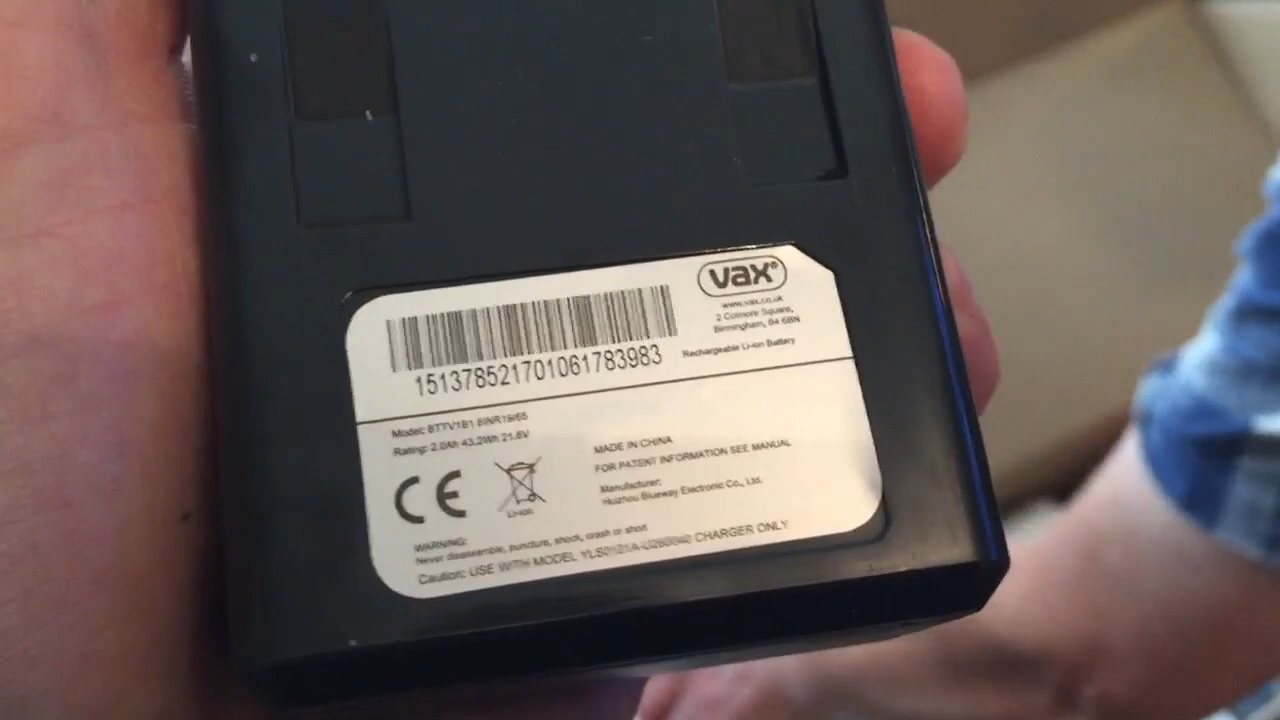 vax®
www.vax.co.uk
2 Colmore Square,
Birmingham, B4 6BN
151378521701061783983
Rechargeable Li-ion Battery
Model: BTTV1B1
Rating: 2.0Ah 43.2Wh 21.6V
MADE IN CHINA
FOR PATENT INFORMATION SEE MANUAL
Manufacturer:
Huizhou Blueway Electronic Co., Ltd.
CE
Li-ion
WARNING:
Never disassemble, puncture, shock, crash or short
Caution: USE WITH MODEL CHARGER ONLY